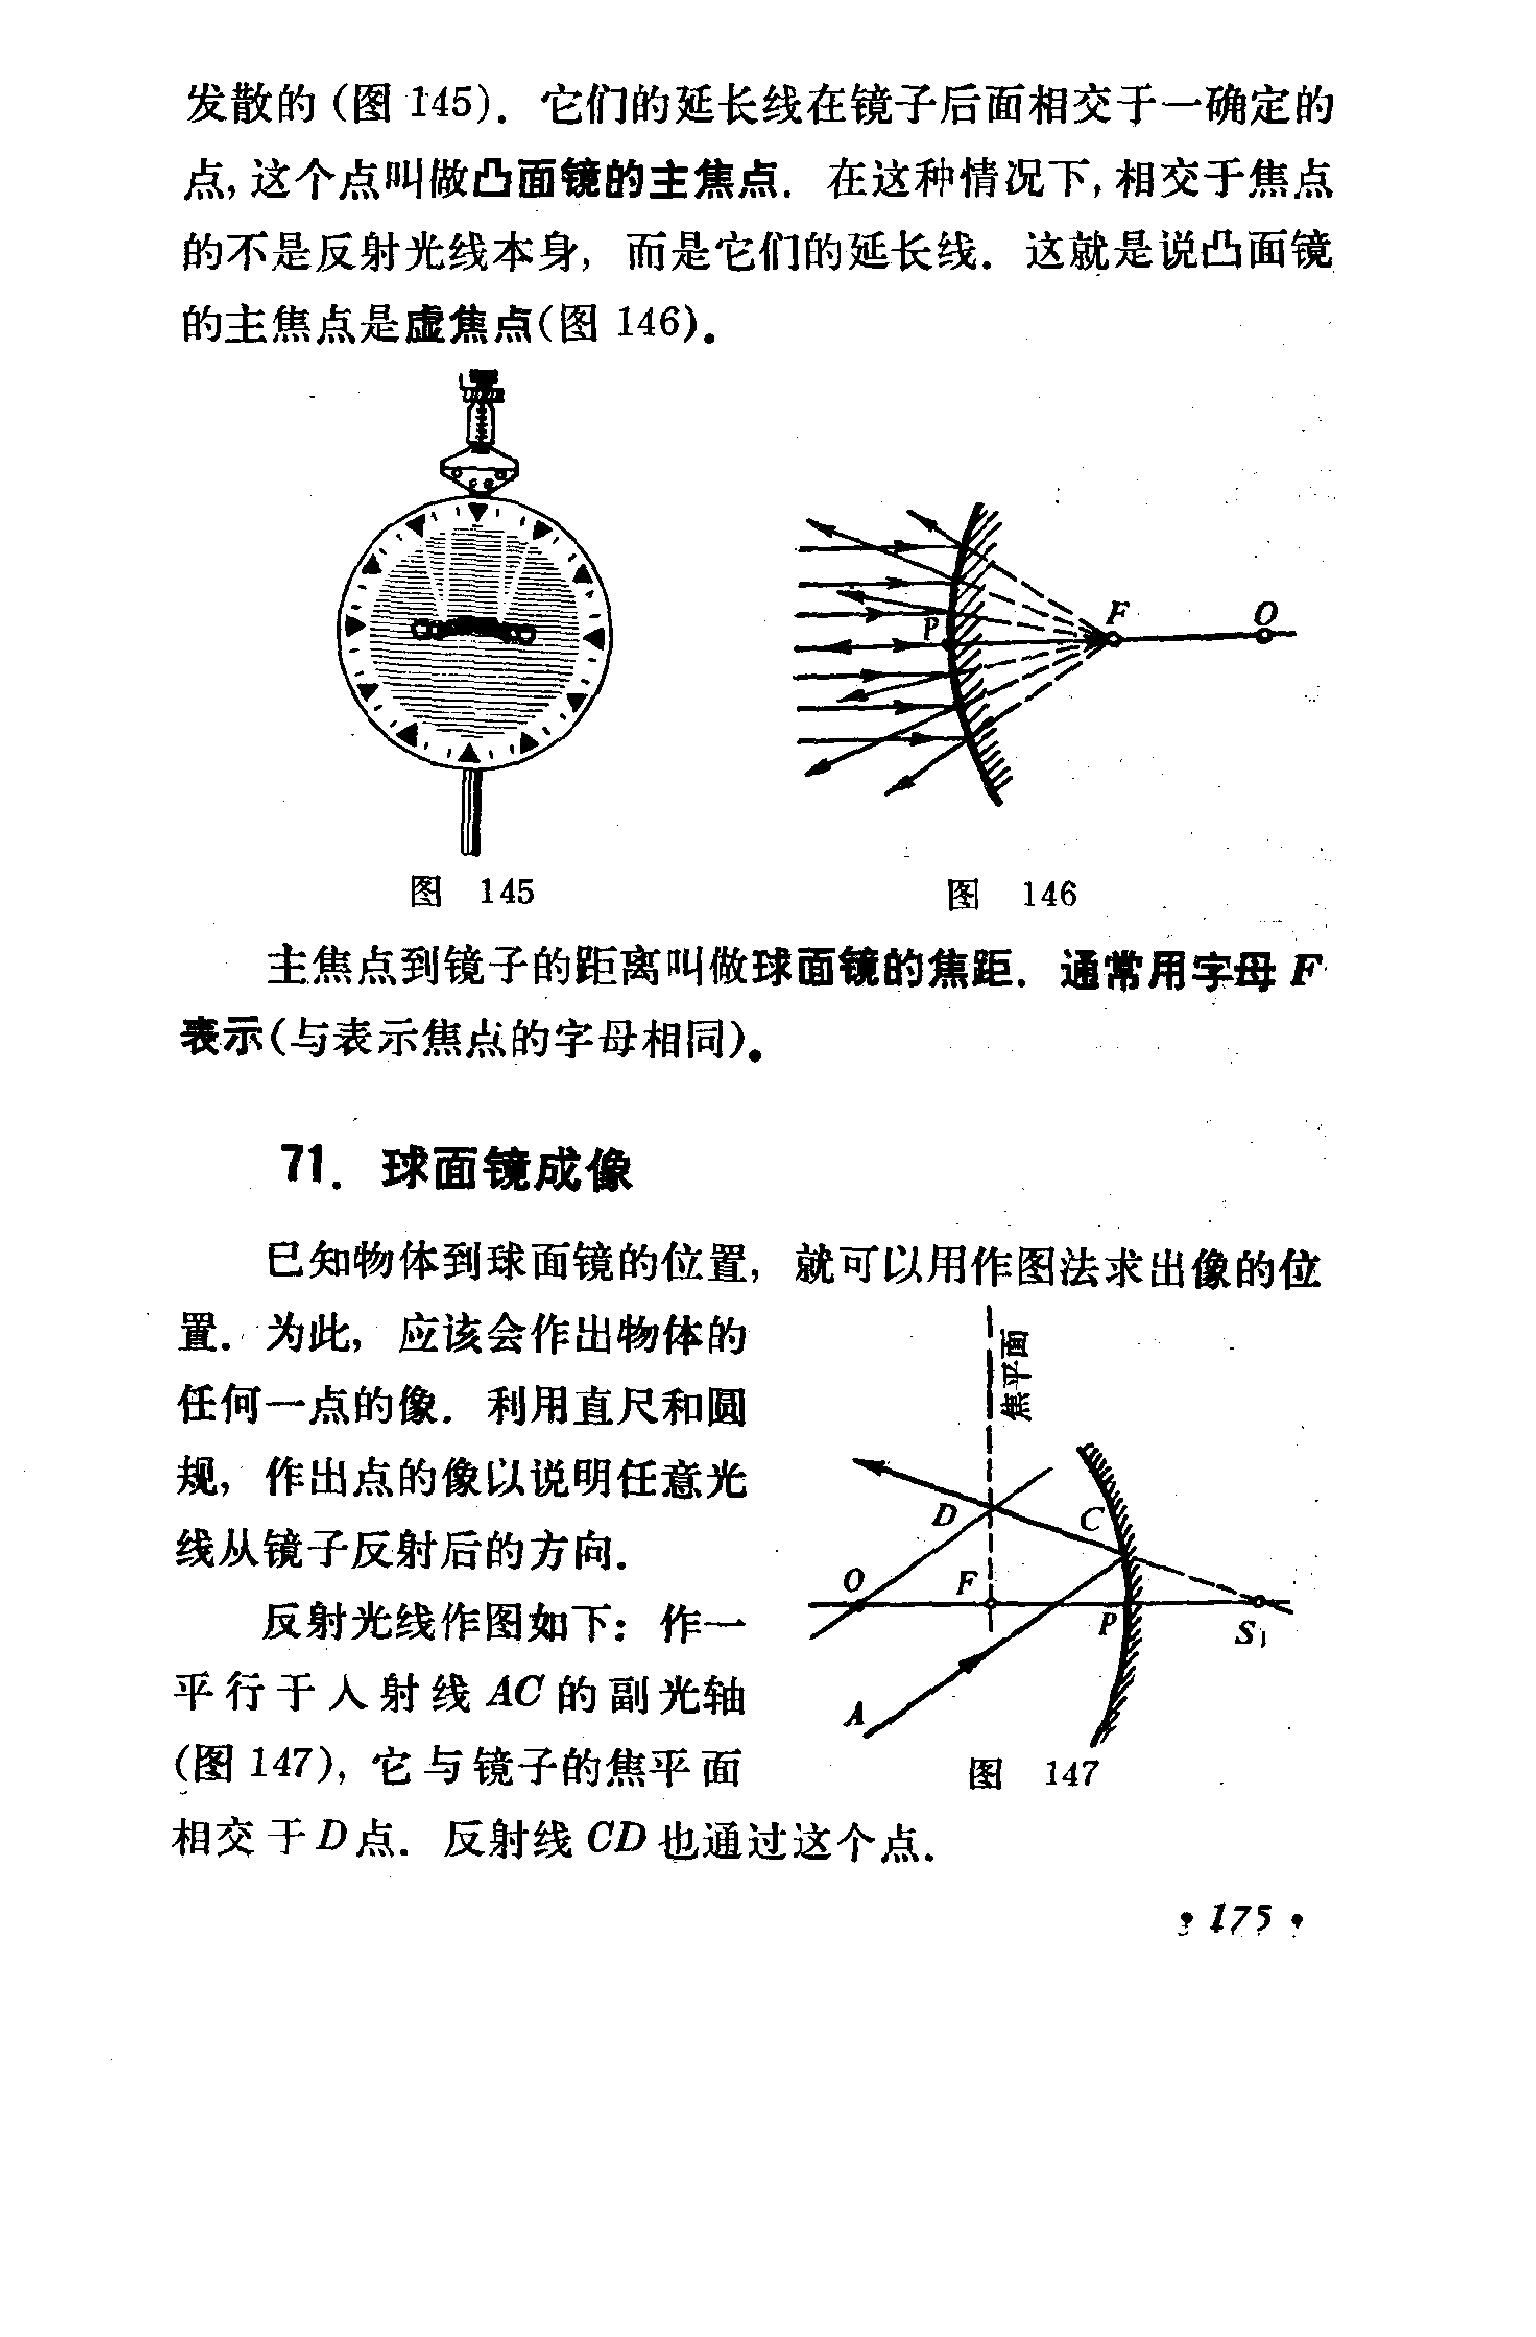 发散的(图 145). 它们的延长线在镜子后面相交于一确定的
点, 这个点叫做凸面镜的主焦点. 在这种情况下, 相交于焦点
的不是反射光线本身, 而是它们的延长线. 这就是说凸面镜
的主焦点是虚焦点(图 146).
P
F
O
图 145
图 146
主焦点到镜子的距离叫做球面镜的焦距. 通常用字母 F
表示(与表示焦点的字母相同).
71. 球面镜成像
已知物体到球面镜的位置, 就可以用作图法求出像的位
置. 为此, 应该会作出物体的
任何一点的像. 利用直尺和圆
规, 作出点的像以说明任意光
线从镜子反射后的方向.
反射光线作图如下: 作一
平行于入射线 AC 的副光轴
(图 147), 它与镜子的焦平面
焦平面
D
C
O
F
P
S1
A
图 147
相交于 D 点. 反射线 CD 也通过这个点.
• 175 •